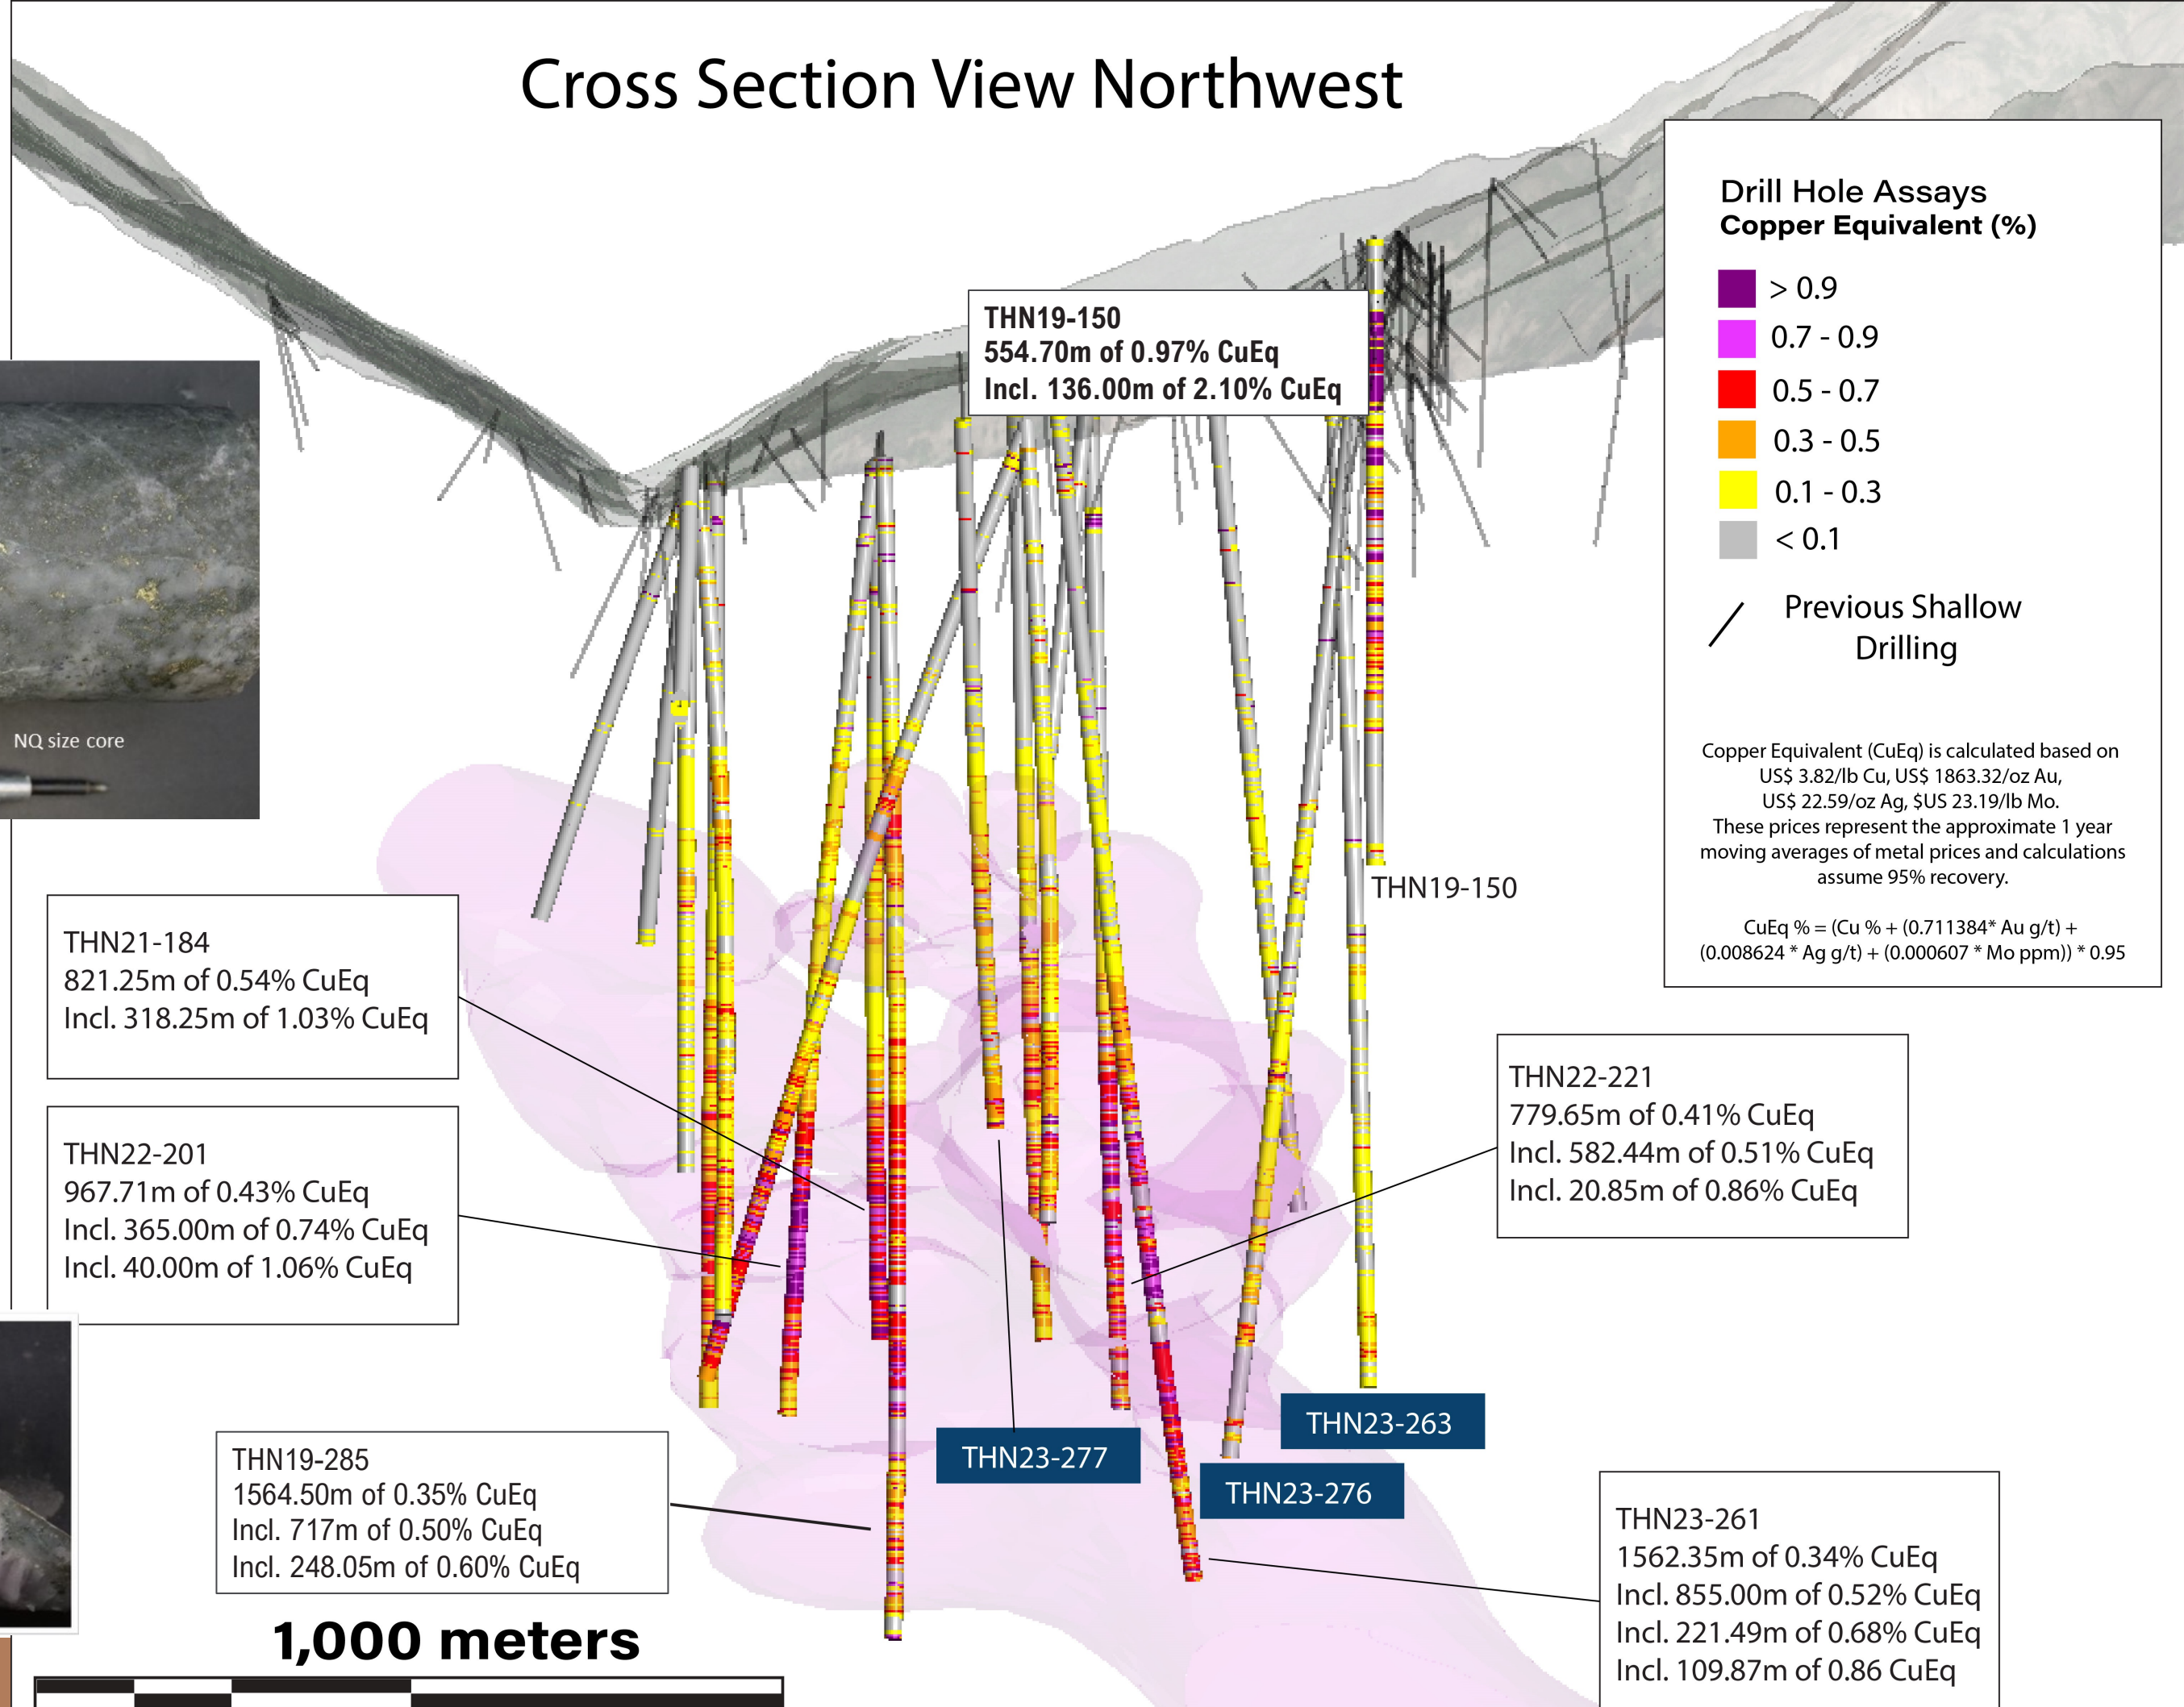 Cross Section View Northwest
THN19-150
554.70m of 0.97% CuEq
Incl. 136.00m of 2.10% CuEq
Drill Hole Assays
Copper Equivalent (%)
> 0.9
0.7 - 0.9
0.5 - 0.7
0.3 - 0.5
0.1 - 0.3
< 0.1
Previous Shallow
Drilling
Copper Equivalent (CuEq) is calculated based on
US$ 3.82/lb Cu, US$ 1863.32/oz Au,
US$ 22.59/oz Ag, $US 23.19/lb Mo.
These prices represent the approximate 1 year
moving averages of metal prices and calculations
assume 95% recovery.
CuEq % = (Cu % + (0.711384* Au g/t) +
(0.008624 * Ag g/t) + (0.000607 * Mo ppm)) * 0.95
NQ size core
THN19-150
THN21-184
821.25m of 0.54% CuEq
Incl. 318.25m of 1.03% CuEq
THN22-201
967.71m of 0.43% CuEq
Incl. 365.00m of 0.74% CuEq
Incl. 40.00m of 1.06% CuEq
THN22-221
779.65m of 0.41% CuEq
Incl. 582.44m of 0.51% CuEq
Incl. 20.85m of 0.86% CuEq
THN19-285
1564.50m of 0.35% CuEq
Incl. 717m of 0.50% CuEq
Incl. 248.05m of 0.60% CuEq
THN23-277
THN23-263
THN23-276
THN23-261
1562.35m of 0.34% CuEq
Incl. 855.00m of 0.52% CuEq
Incl. 221.49m of 0.68% CuEq
Incl. 109.87m of 0.86 CuEq
1,000 meters